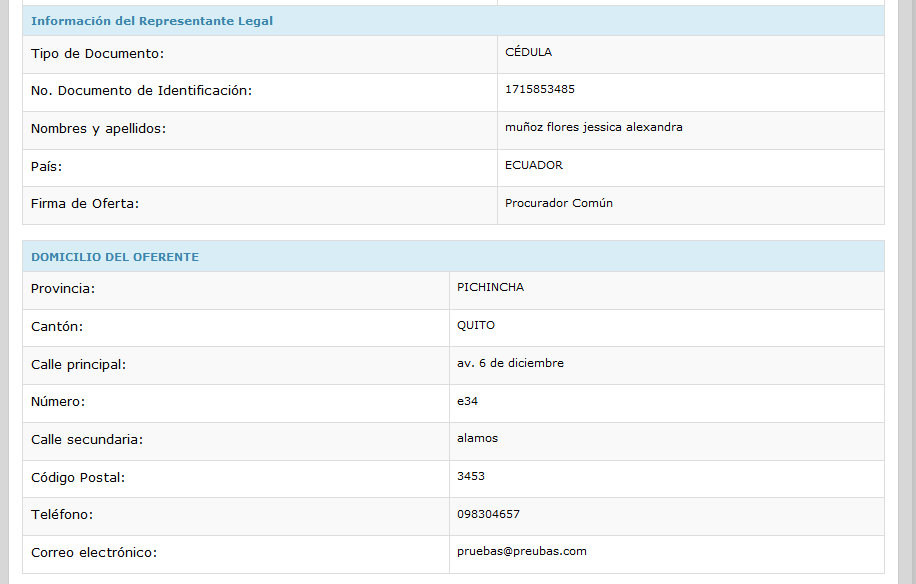 Información del Representante Legal
Tipo de Documento: CÉDULA
No. Documento de Identificación: 1715853485
Nombres y apellidos: muñoz flores jessica alexandra
País: ECUADOR
Firma de Oferta: Procurador Común
DOMICILIO DEL OFERENTE
Provincia: PICHINCHA
Cantón: QUITO
Calle principal: av. 6 de diciembre
Número: e34
Calle secundaria: alamos
Código Postal: 3453
Teléfono: 098304657
Correo electrónico: pruebas@preubas.com